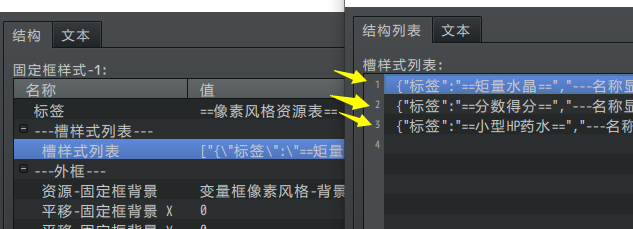 结构 文本
固定框样式-1:
名称 值
标签 ==像素风格资源表==
---槽样式列表---
槽样式列表 ["{\"标签\":\"==矩量
---外框---
资源-固定框背景 变量框像素风格-背景
平移-固定框背景 X 0
结构列表 文本
槽样式列表:
1 {"标签":"==矩量水晶==","---名称显
2 {"标签":"==分数得分==","---名称
3 {"标签":"==小型HP药水==","---名
4